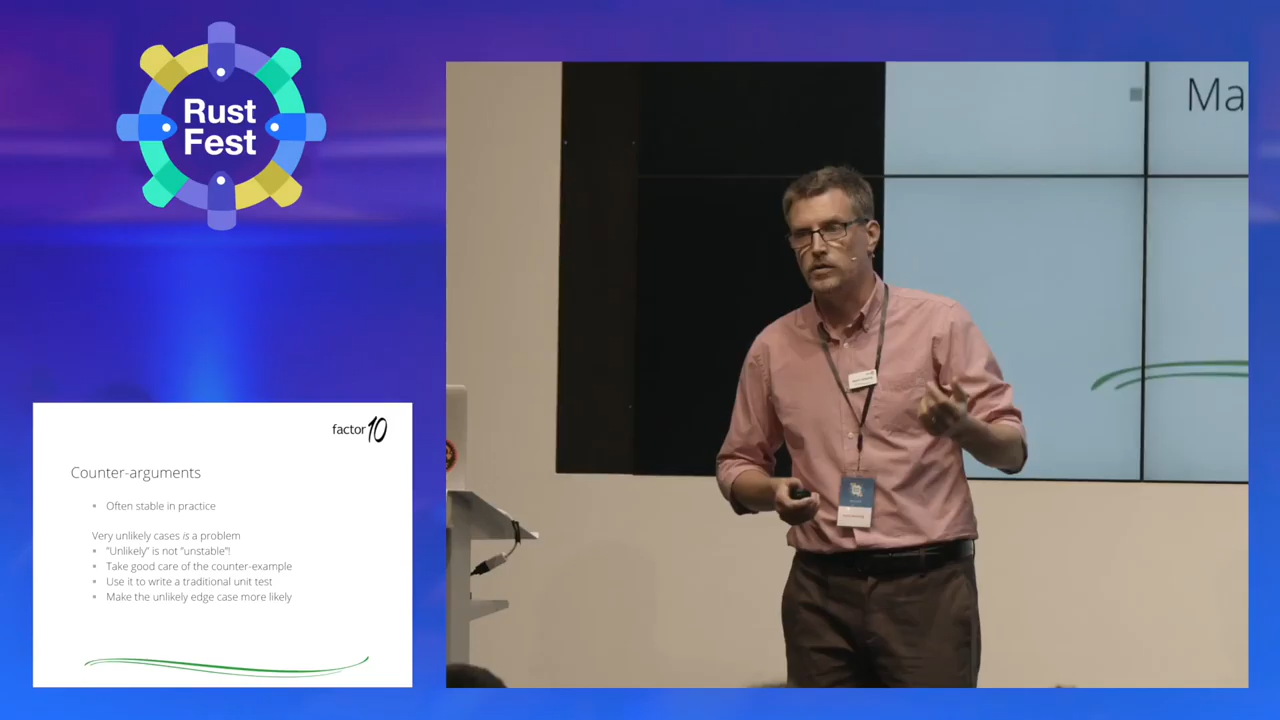 Rust
Fest
factor10
Counter-arguments
Often stable in practice
Very unlikely cases is a problem
"Unlikely" is not "unstable"!
Take good care of the counter-example
Use it to write a traditional unit test
Make the unlikely edge case more likely
Ma